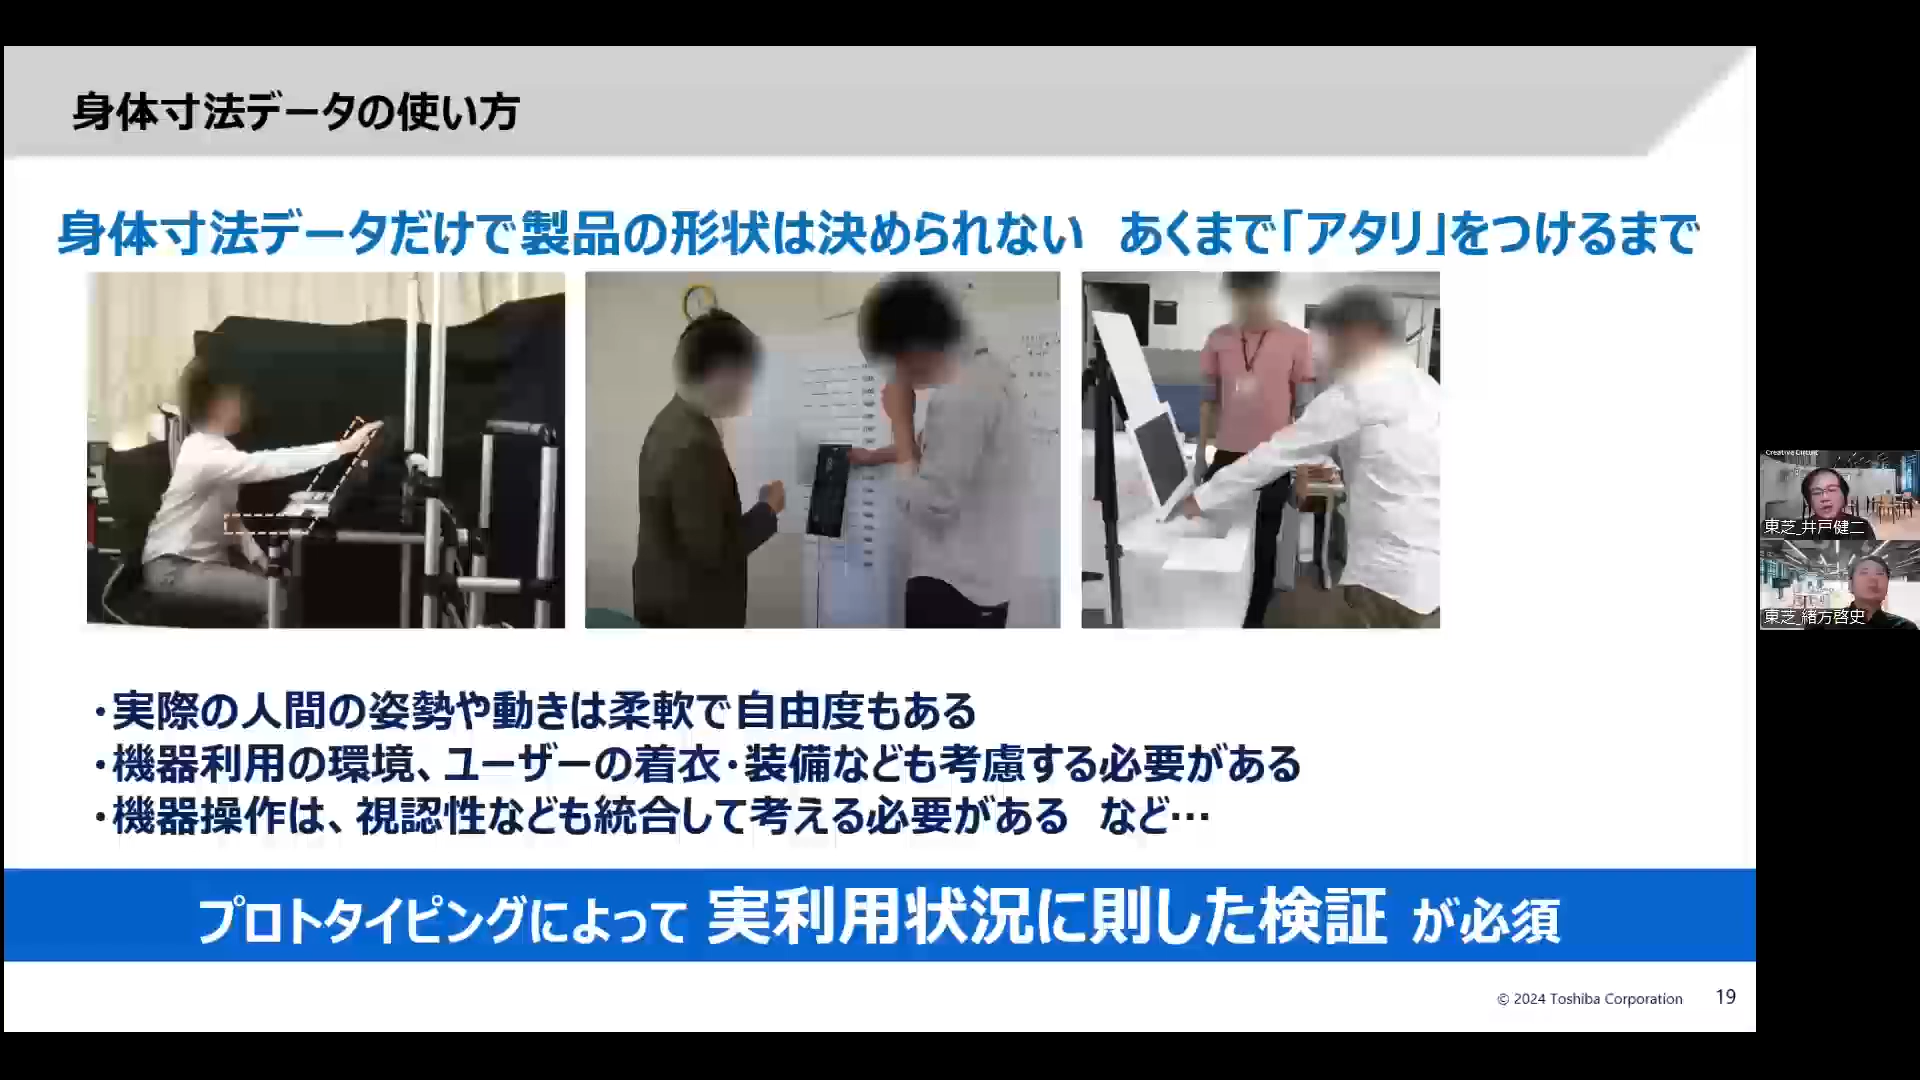 身体寸法データの使い方
身体寸法データだけで製品の形状は決められない あくまで「アタリ」をつけるまで
・実際の人間の姿勢や動きは柔軟で自由度もある
・機器利用の環境、ユーザーの着衣・装備なども考慮する必要がある
・機器操作は、視認性なども統合して考える必要がある など…
プロトタイピングによって 実利用状況に則した検証 が必須
© 2024 Toshiba Corporation 19
Creative Circuit
東芝_井戸健二
東芝_緒方啓史